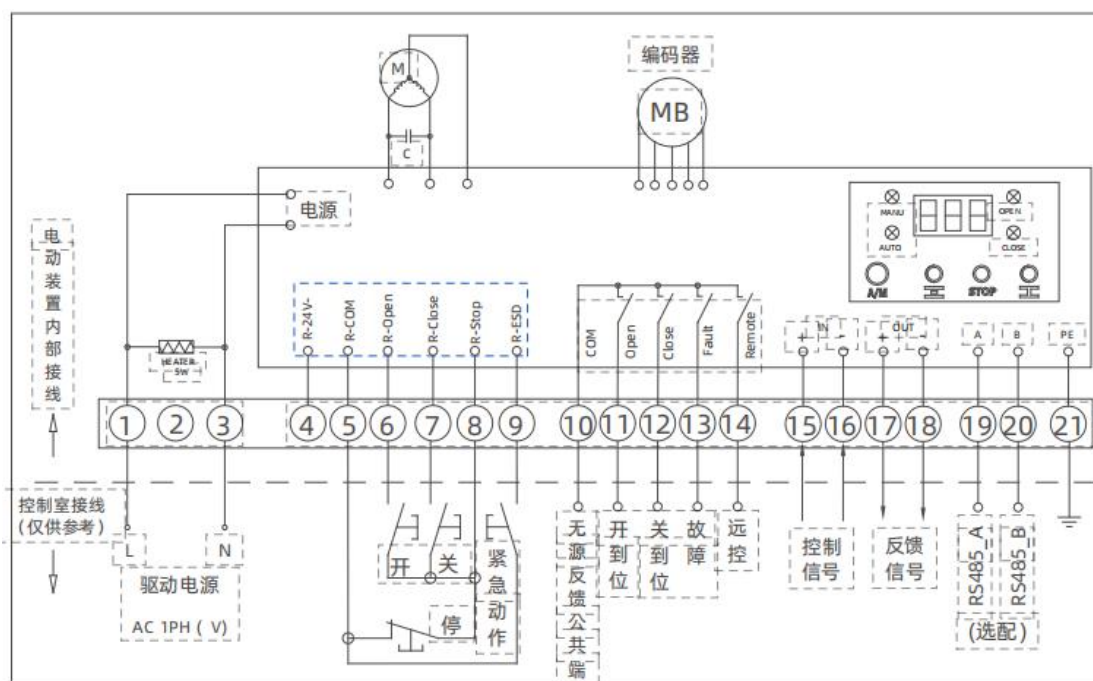 编码器
M
MB
C
电源
MANU
OPEN
AUTO
CLOSE
A/M
STOP
电动装置内部接线
HEATER
5W
R-24V-
R-COM
R-Open
R-Close
R-Stop
R-ESD
COM
Open
Close
Fault
Remote
IN
OUT
+
-
+
-
A
B
PE
1 2 3 4 5 6 7 8 9 10 11 12 13 14 15 16 17 18 19 20 21
控制室接线
(仅供参考)
L
N
驱动电源
AC 1PH ( V)
开
关
停
紧急动作
无源反馈公共端
开到位
关到位
故障
远控
控制
信号
反馈
信号
RS485_A
RS485_B
(选配)